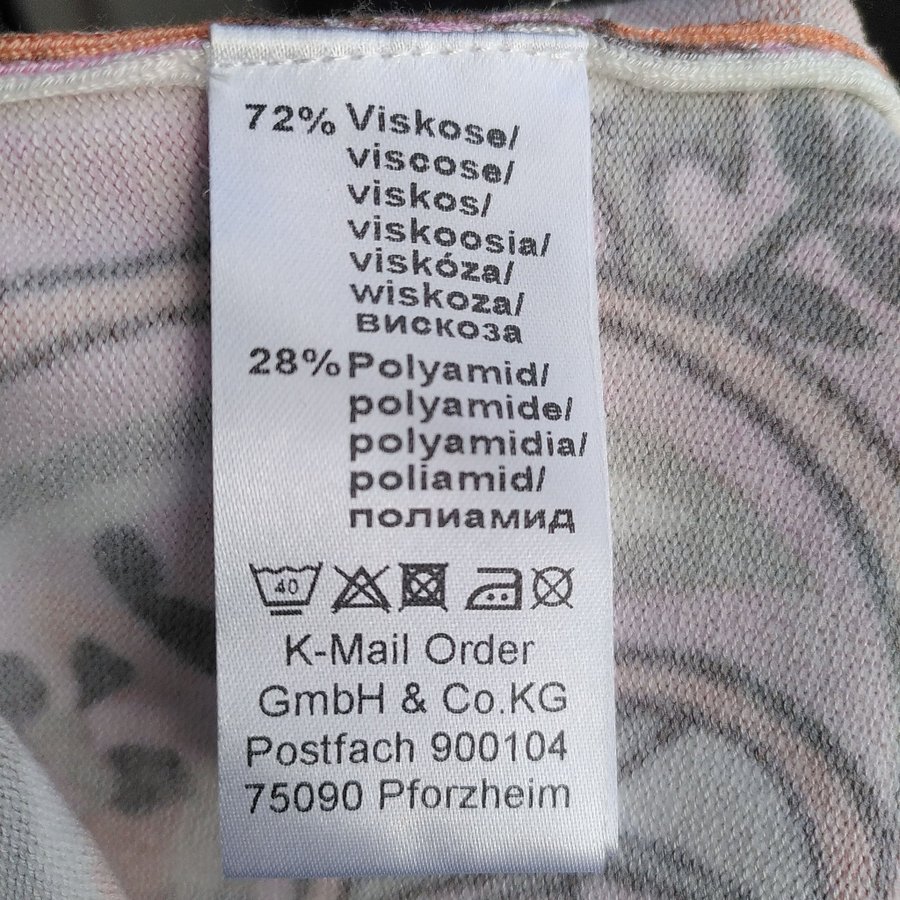 72% Viskose/
viscose/
viskos/
viskoosia/
viskóza/
wiskoza/
вискоза
28% Polyamid/
polyamide/
polyamidia/
poliamid/
полиамид
40
K-Mail Order
GmbH & Co.KG
Postfach 900104
75090 Pforzheim